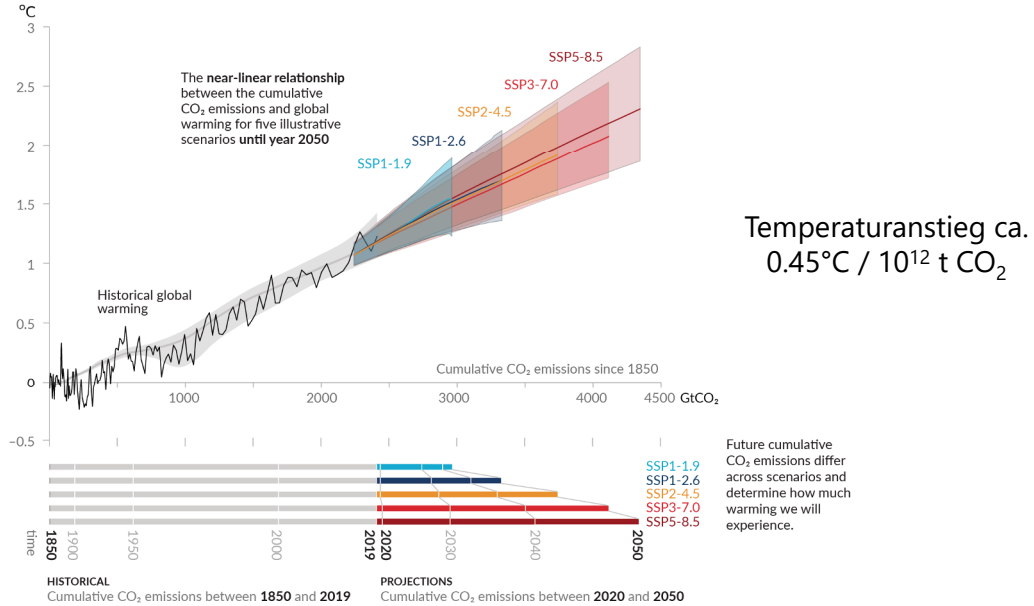 °C
3
SSP5-8.5
The near-linear relationship
between the cumulative
CO₂ emissions and global
warming for five illustrative
scenarios until year 2050
2.5
SSP3-7.0
SSP2-4.5
2
SSP1-2.6
SSP1-1.9
1.5
Temperaturanstieg ca.
0.45°C / 10¹² t CO₂
1
Historical global
warming
0.5
Cumulative CO₂ emissions since 1850
0
1000 2000 3000 4000 4500 GtCO₂
−0.5
Future cumulative
CO₂ emissions differ
across scenarios and
determine how much
warming we will
experience.
SSP1-1.9
SSP1-2.6
SSP2-4.5
SSP3-7.0
SSP5-8.5
time 1850 1900 1950 2000 2019 2020 2030 2040 2050
HISTORICAL
Cumulative CO₂ emissions between 1850 and 2019
PROJECTIONS
Cumulative CO₂ emissions between 2020 and 2050